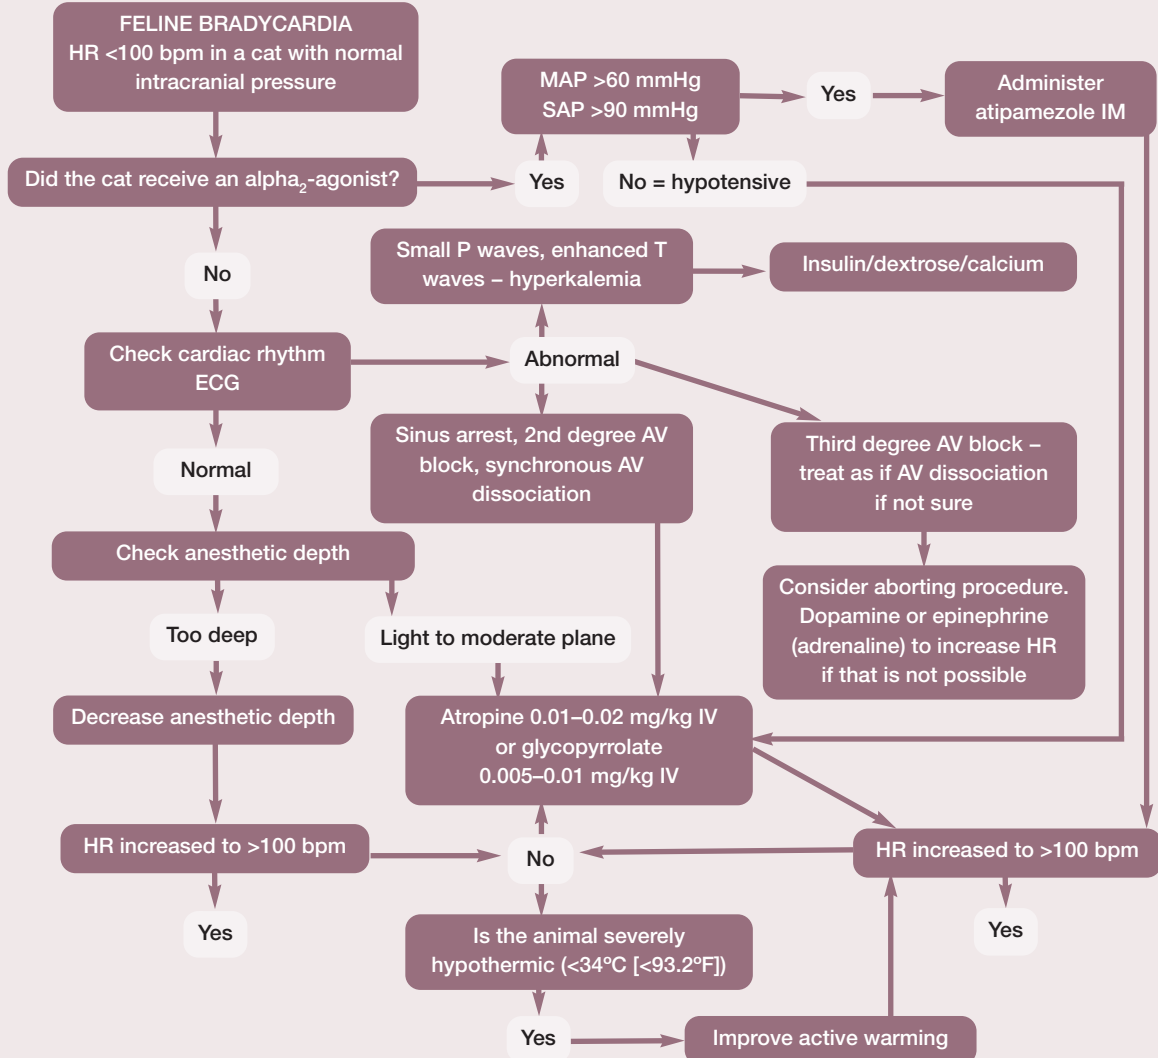 FELINE BRADYCARDIA
HR <100 bpm in a cat with normal
intracranial pressure
MAP >60 mmHg
SAP >90 mmHg
Yes
Administer
atipamezole IM
Did the cat receive an alpha₂-agonist?
Yes
No = hypotensive
No
Small P waves, enhanced T
waves – hyperkalemia
Insulin/dextrose/calcium
Check cardiac rhythm
ECG
Abnormal
Normal
Sinus arrest, 2nd degree AV
block, synchronous AV
dissociation
Third degree AV block –
treat as if AV dissociation
if not sure
Check anesthetic depth
Too deep
Light to moderate plane
Consider aborting procedure.
Dopamine or epinephrine
(adrenaline) to increase HR
if that is not possible
Decrease anesthetic depth
Atropine 0.01–0.02 mg/kg IV
or glycopyrrolate
0.005–0.01 mg/kg IV
HR increased to >100 bpm
No
HR increased to >100 bpm
Yes
Yes
Is the animal severely
hypothermic (<34ºC [<93.2ºF])
Yes
Improve active warming